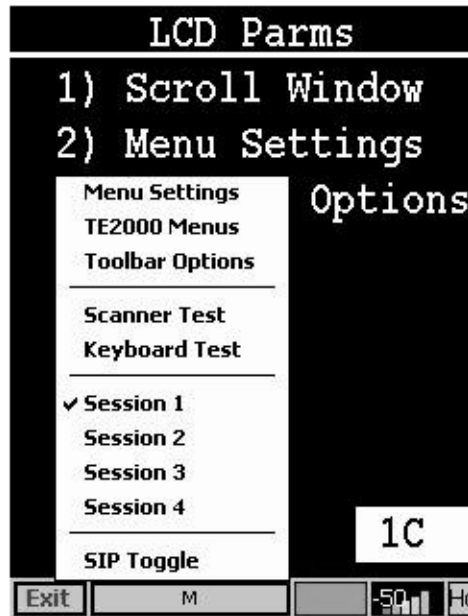 LCD Parms
1) Scroll Window
2) Menu Settings
Options
Menu Settings
TE2000 Menus
Toolbar Options
Scanner Test
Keyboard Test
✓ Session 1
Session 2
Session 3
Session 4
SIP Toggle
1C
Exit M -50